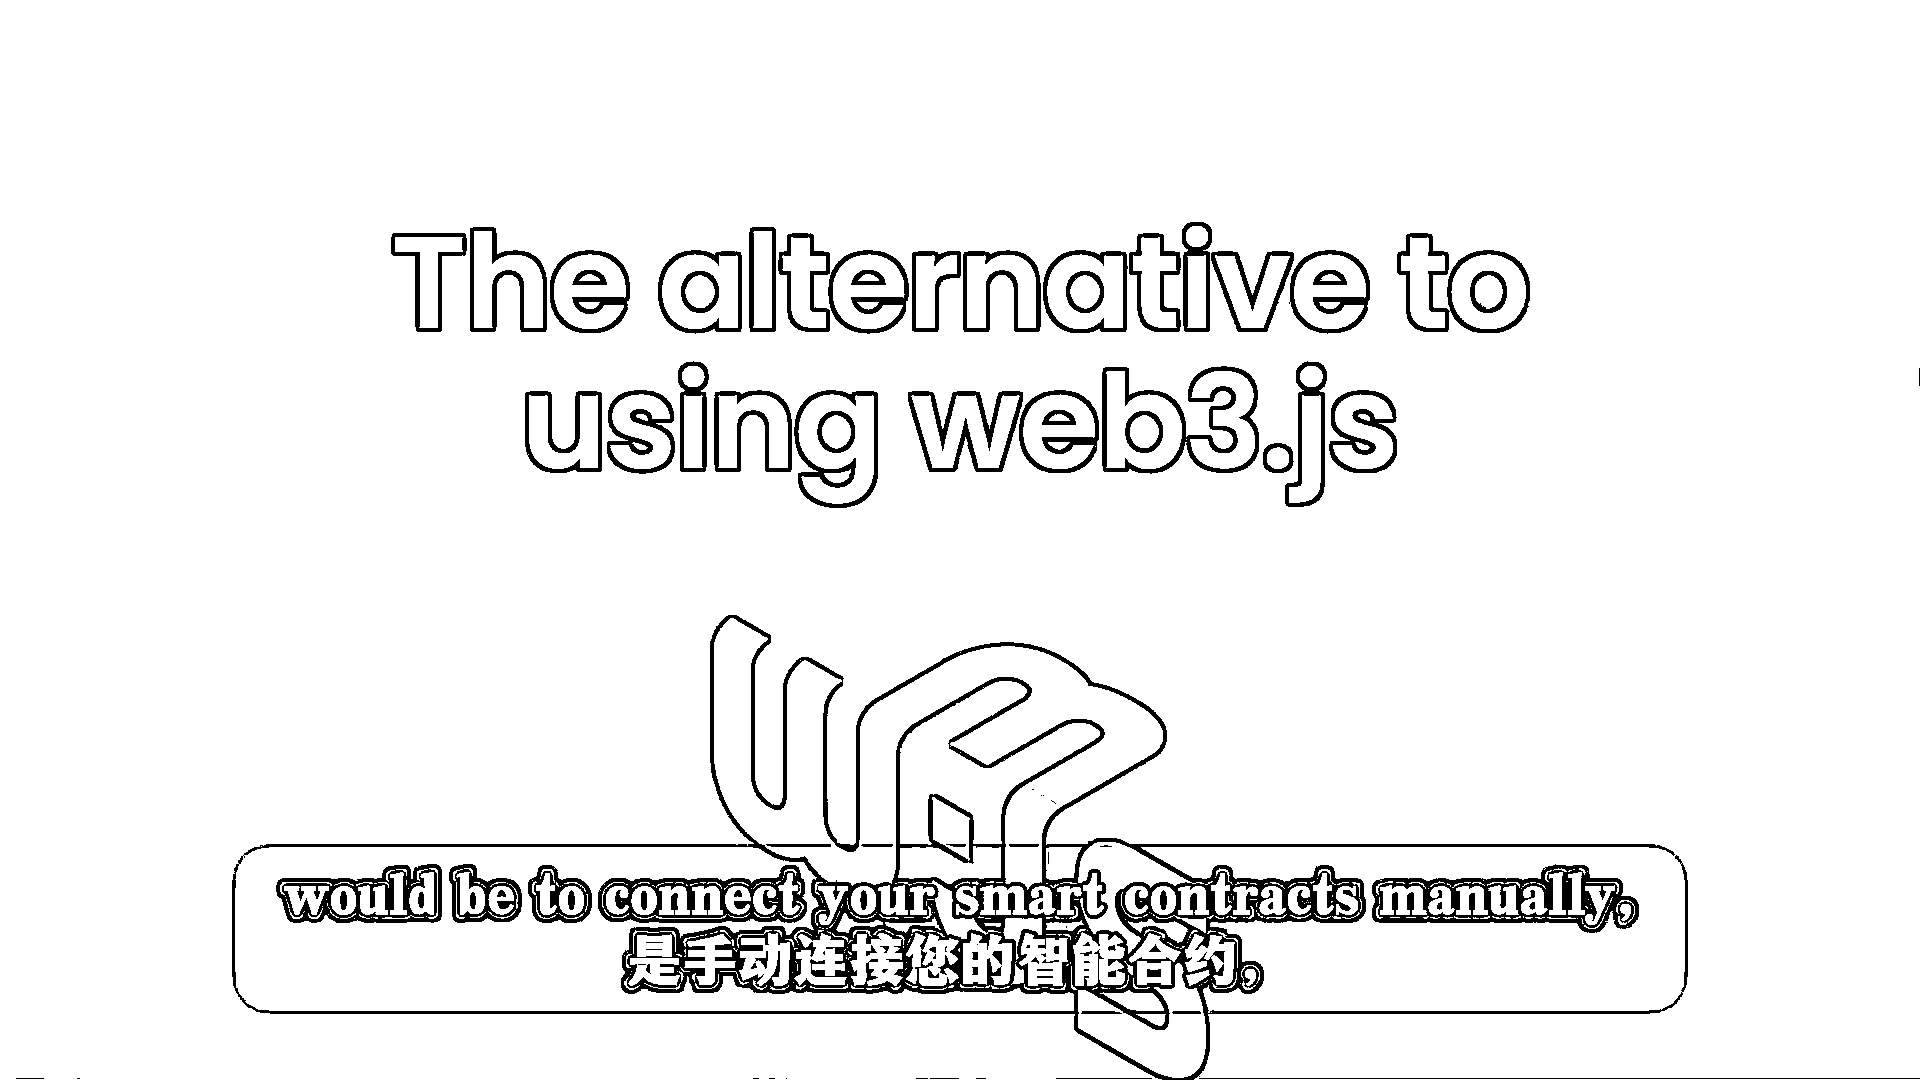 The alternative to
using web3.js
would be to connect your smart contracts manually,
是手动连接您的智能合约,